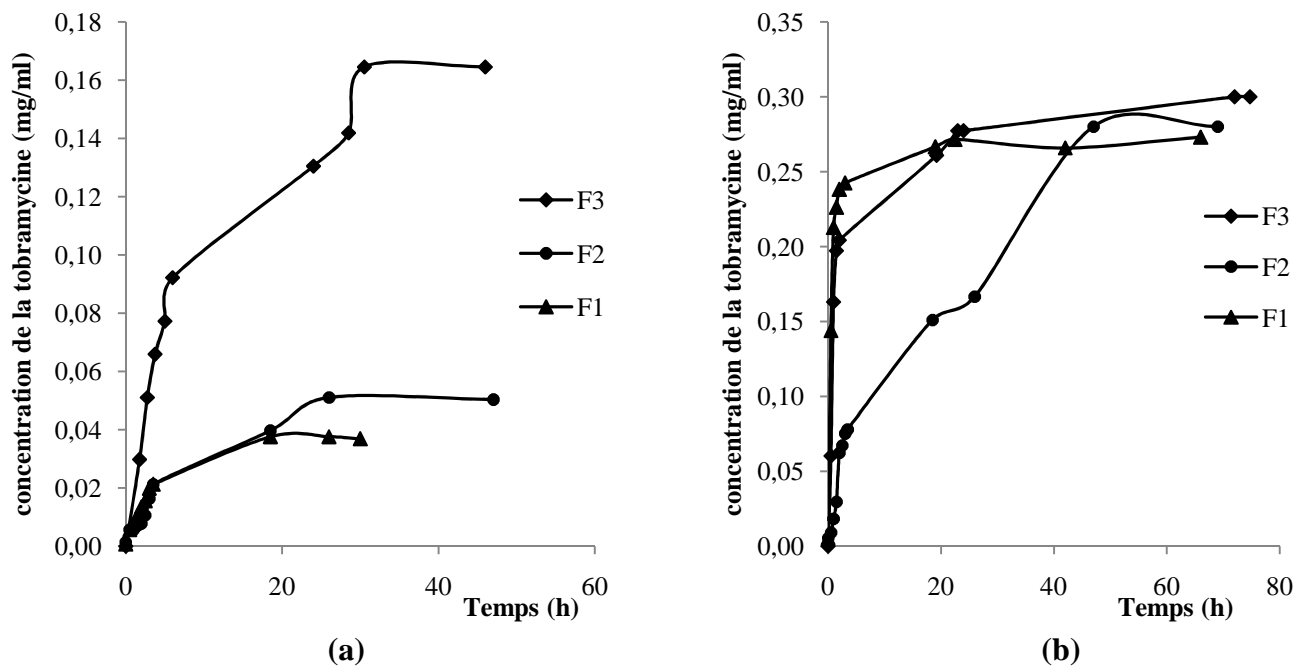 concentration de la tobramycine (mg/ml)
0,18
0,16
0,14
0,12
0,10
0,08
0,06
0,04
0,02
0,00
0
20
40
60
Temps (h)
F3
F2
F1
(a)
concentration de la tobramycine (mg/ml)
0,35
0,30
0,25
0,20
0,15
0,10
0,05
0,00
0
20
40
60
80
Temps (h)
F3
F2
F1
(b)